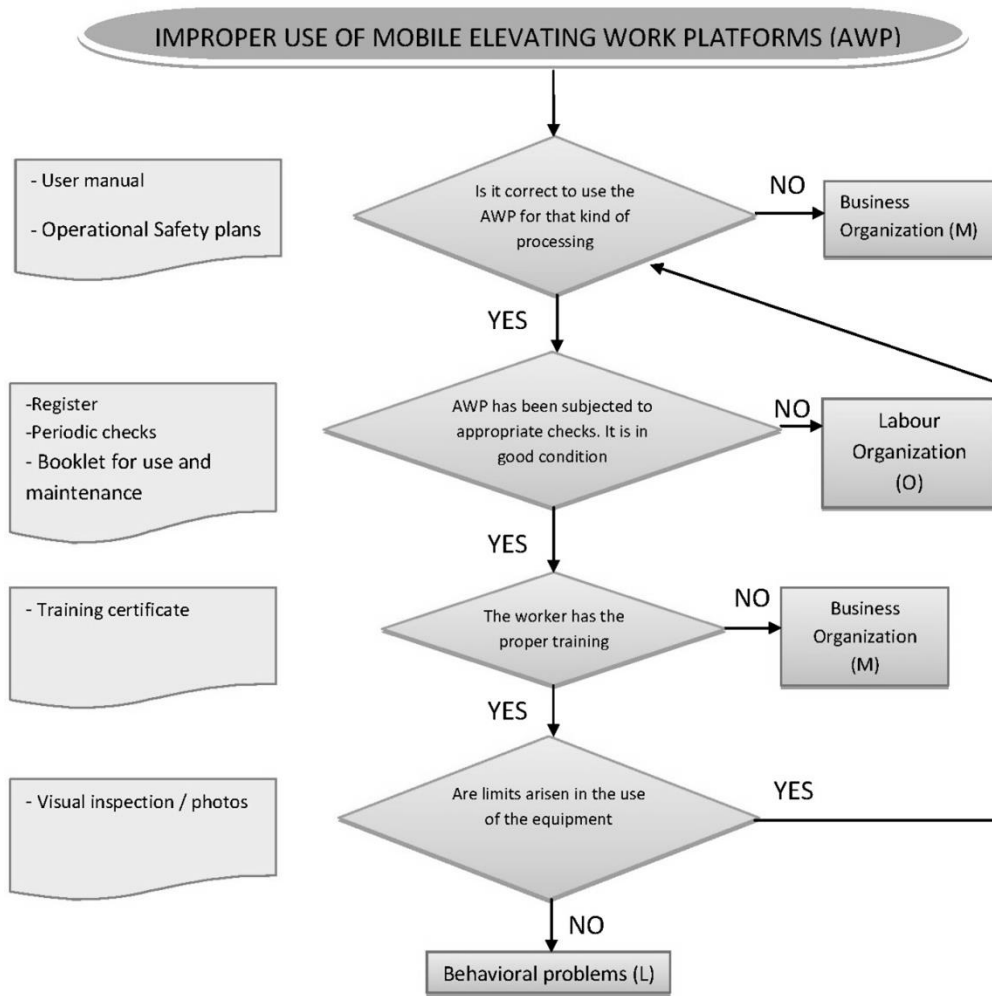 IMPROPER USE OF MOBILE ELEVATING WORK PLATFORMS (AWP)
- User manual
- Operational Safety plans
Is it correct to use the
AWP for that kind of
processing
NO
Business
Organization (M)
YES
-Register
-Periodic checks
- Booklet for use and
maintenance
AWP has been subjected to
appropriate checks. It is in
good condition
NO
Labour
Organization
(O)
YES
- Training certificate
The worker has the
proper training
NO
Business
Organization
(M)
YES
- Visual inspection / photos
Are limits arisen in the use
of the equipment
YES
NO
Behavioral problems (L)